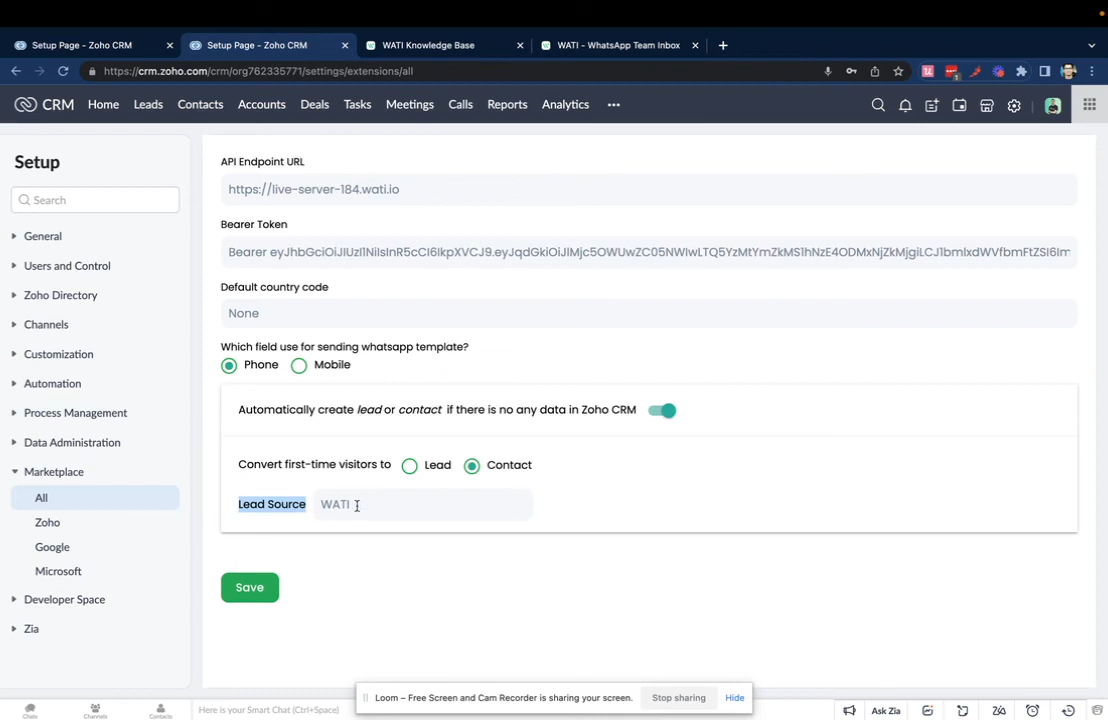 Setup Page - Zoho CRM
Setup Page - Zoho CRM
WATI Knowledge Base
WATI - WhatsApp Team Inbox
https://crm.zoho.com/crm/org762335771/settings/extensions/all
CRM Home Leads Contacts Accounts Deals Tasks Meetings Calls Reports Analytics
Setup
Search
General
Users and Control
Zoho Directory
Channels
Customization
Automation
Process Management
Data Administration
Marketplace
All
Zoho
Google
Microsoft
Developer Space
Zia
API Endpoint URL
https://live-server-184.wati.io
Bearer Token
Bearer
Default country code
None
Which field use for sending whatsapp template?
Phone Mobile
Automatically create lead or contact if there is no any data in Zoho CRM
Convert first-time visitors to Lead Contact
Lead Source WATI
Save
Loom – Free Screen and Cam Recorder is sharing your screen. Stop sharing Hide
Chats Channels Contacts Here is your Smart Chat (Ctrl+Space) Ask Zia